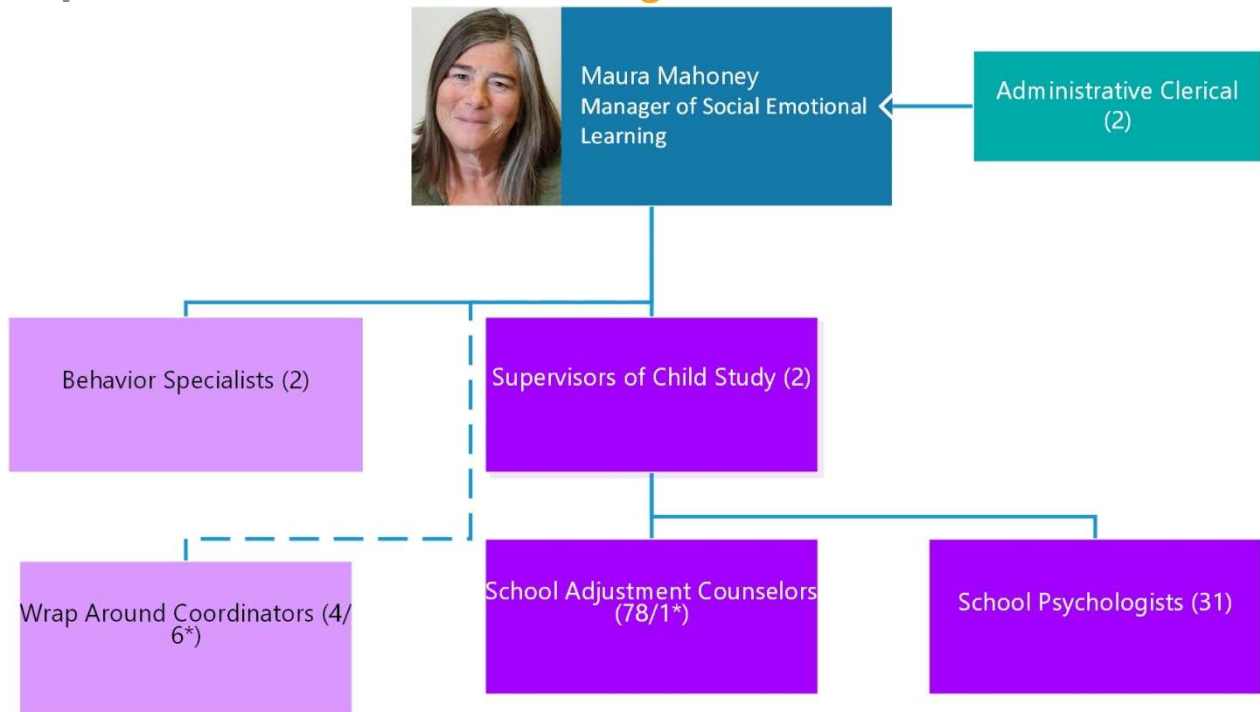 Maura Mahoney
Manager of Social Emotional
Learning
Administrative Clerical
(2)
Behavior Specialists (2)
Supervisors of Child Study (2)
Wrap Around Coordinators (4/
6*)
School Adjustment Counselors
(78/1*)
School Psychologists (31)